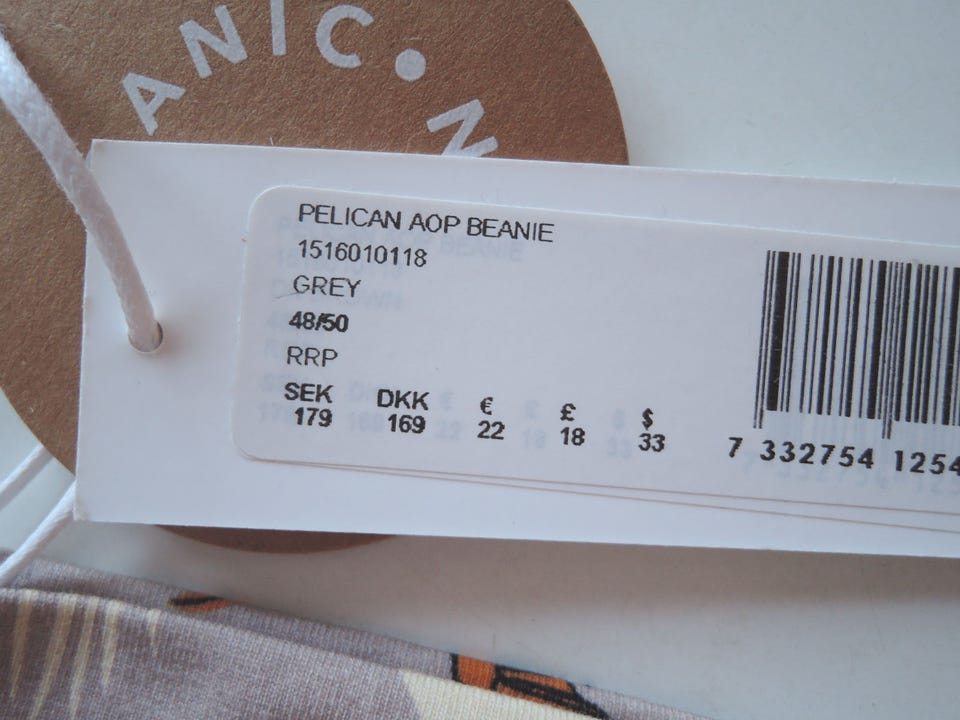 ANIC • N
PELICAN AOP BEANIE
1516010118
GREY
48/50
RRP
SEK DKK € £ $
179 169 22 18 33
7 332754 1254